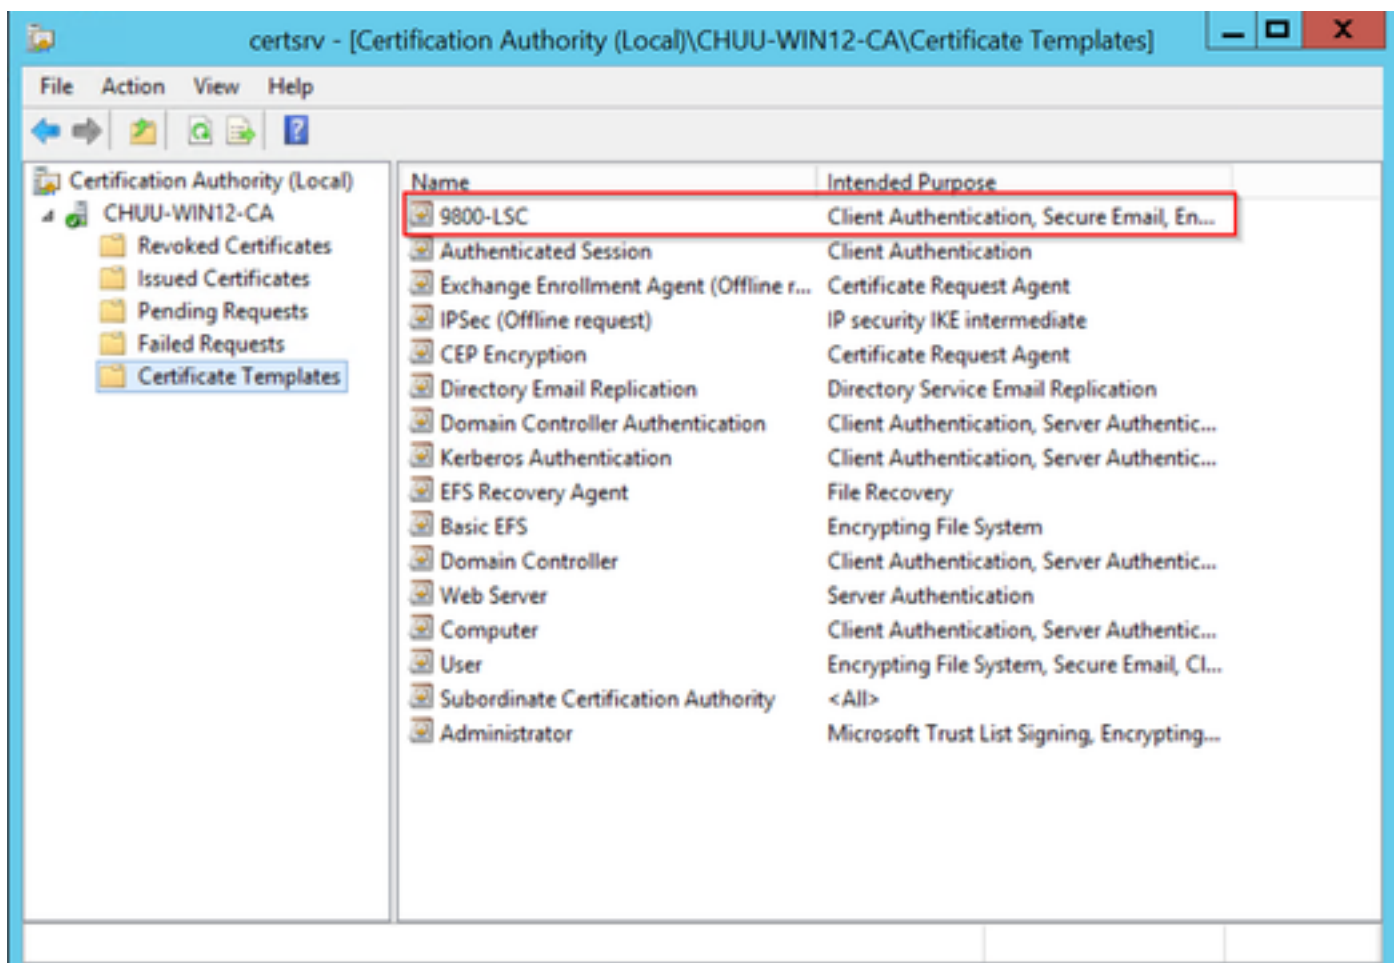 certsrv - [Certification Authority (Local)\CHUU-WIN12-CA\Certificate Templates]
File Action View Help
Certification Authority (Local)
CHUU-WIN12-CA
Revoked Certificates
Issued Certificates
Pending Requests
Failed Requests
Certificate Templates
Name Intended Purpose
9800-LSC Client Authentication, Secure Email, En...
Authenticated Session Client Authentication
Exchange Enrollment Agent (Offline r... Certificate Request Agent
IPSec (Offline request) IP security IKE intermediate
CEP Encryption Certificate Request Agent
Directory Email Replication Directory Service Email Replication
Domain Controller Authentication Client Authentication, Server Authentic...
Kerberos Authentication Client Authentication, Server Authentic...
EFS Recovery Agent File Recovery
Basic EFS Encrypting File System
Domain Controller Client Authentication, Server Authentic...
Web Server Server Authentication
Computer Client Authentication, Server Authentic...
User Encrypting File System, Secure Email, Cl...
Subordinate Certification Authority <All>
Administrator Microsoft Trust List Signing, Encrypting...